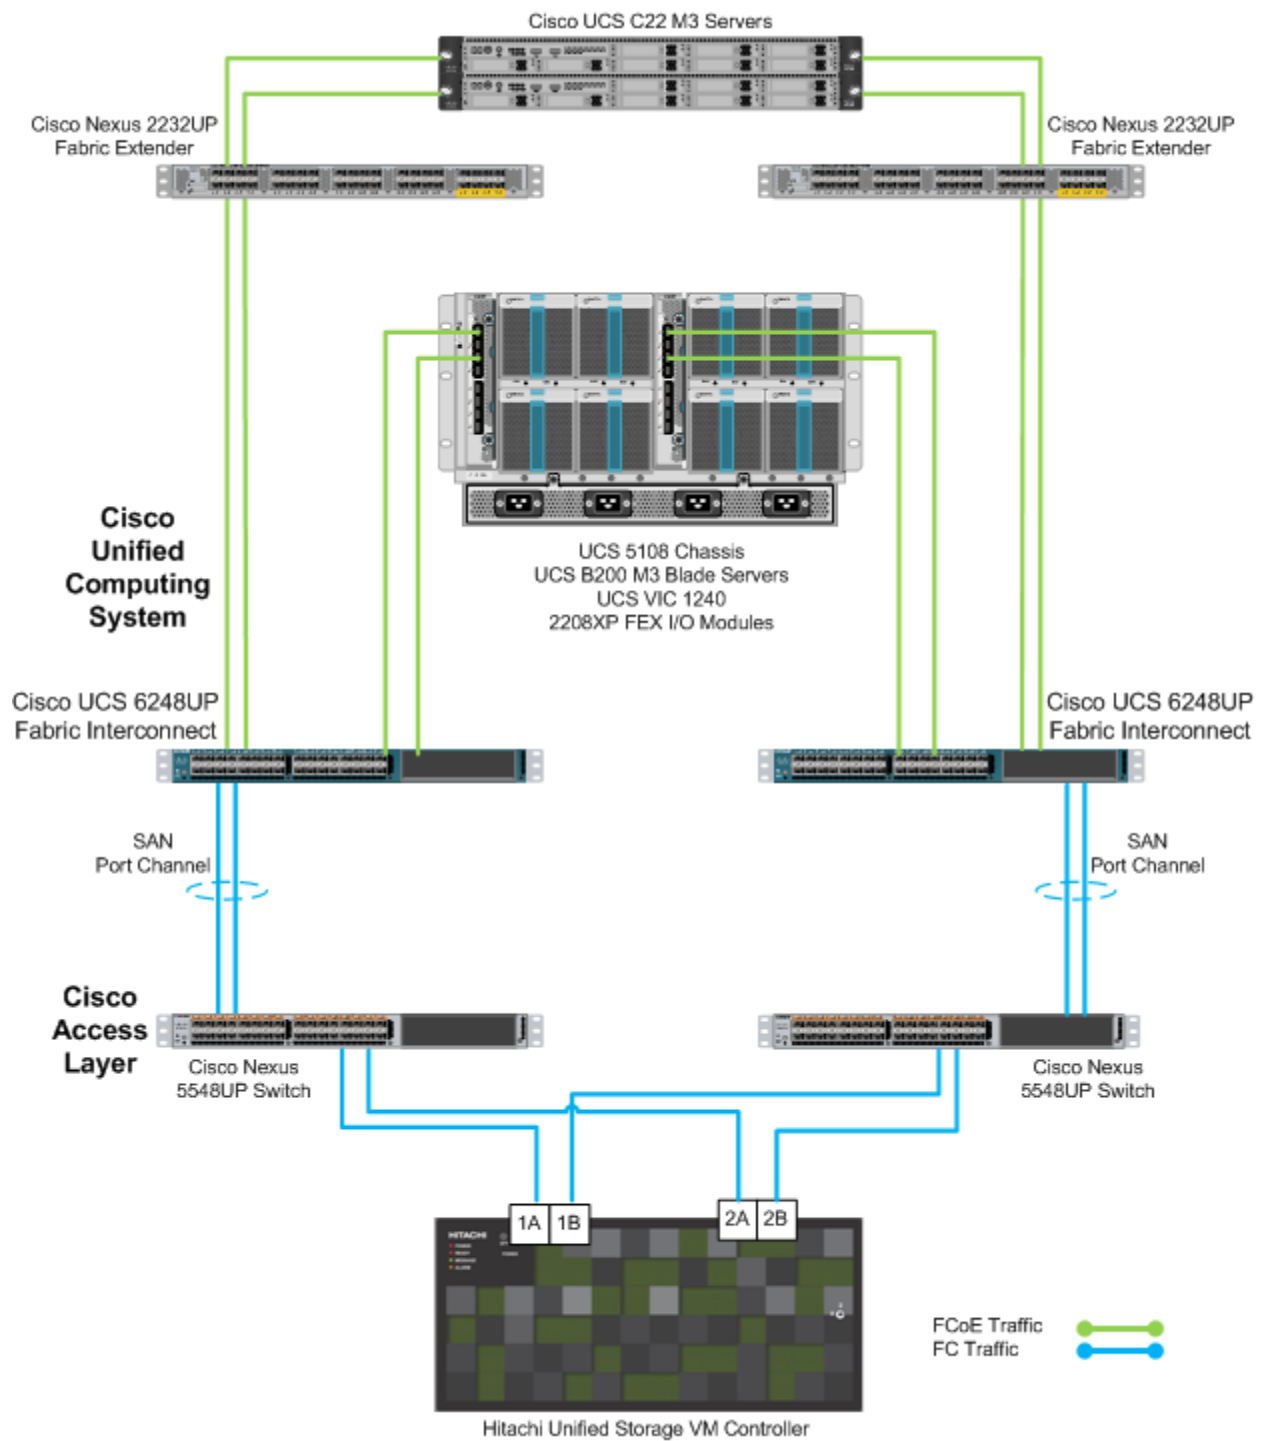 Cisco UCS C22 M3 Servers
Cisco Nexus 2232UP
Fabric Extender
Cisco Nexus 2232UP
Fabric Extender
Cisco
Unified
Computing
System
UCS 5108 Chassis
UCS B200 M3 Blade Servers
UCS VIC 1240
2208XP FEX I/O Modules
Cisco UCS 6248UP
Fabric Interconnect
Cisco UCS 6248UP
Fabric Interconnect
SAN
Port Channel
SAN
Port Channel
Cisco
Access
Layer
Cisco Nexus
5548UP Switch
Cisco Nexus
5548UP Switch
1A
1B
2A
2B
HITACHI
FCoE Traffic
FC Traffic
Hitachi Unified Storage VM Controller